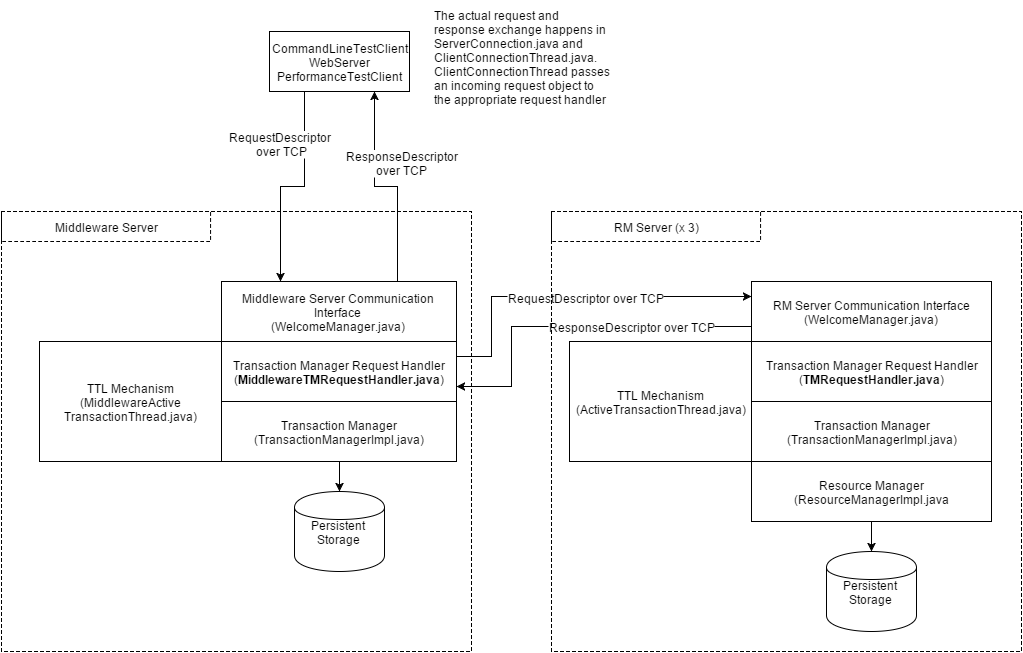 The actual request and
response exchange happens in
ServerConnection.java and
ClientConnectionThread.java.
ClientConnectionThread passes
an incoming request object to
the appropriate request handler
CommandLineTestClient
WebServer
PerformanceTestClient
RequestDescriptor
over TCP
ResponseDescriptor
over TCP
Middleware Server
Middleware Server Communication
Interface
(WelcomeManager.java)
TTL Mechanism
(MiddlewareActive
TransactionThread.java)
Transaction Manager Request Handler
(MiddlewareTMRequestHandler.java)
Transaction Manager
(TransactionManagerImpl.java)
Persistent
Storage
RequestDescriptor over TCP
ResponseDescriptor over TCP
RM Server (x 3)
RM Server Communication Interface
(WelcomeManager.java)
TTL Mechanism
(ActiveTransactionThread.java)
Transaction Manager Request Handler
(TMRequestHandler.java)
Transaction Manager
(TransactionManagerImpl.java)
Resource Manager
(ResourceManagerImpl.java
Persistent
Storage